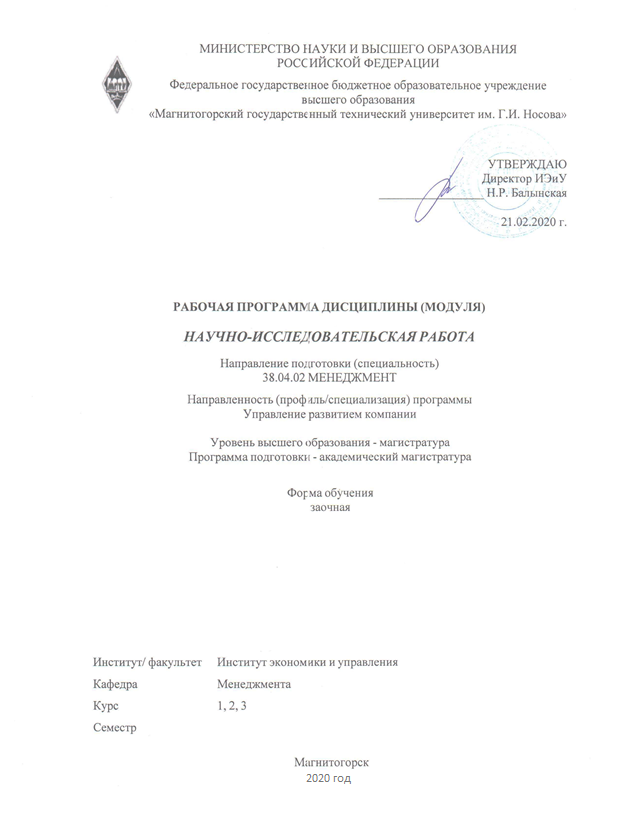 МИНИСТЕРСТВО НАУКИ И ВЫСШЕГО ОБРАЗОВАНИЯ
РОССИЙСКОЙ ФЕДЕРАЦИИ
Федеральное государственное бюджетное образовательное учреждение
высшего образования
«Магнитогорский государственный технический университет им. Г.И. Носова»
УТВЕРЖДАЮ
Директор ИЭиУ
Н.Р. Балынская
21.02.2020 г.
РАБОЧАЯ ПРОГРАММА ДИСЦИПЛИНЫ (МОДУЛЯ)
НАУЧНО-ИССЛЕДОВАТЕЛЬСКАЯ РАБОТА
Направление подготовки (специальность)
38.04.02 МЕНЕДЖМЕНТ
Направленность (профиль/специализация) программы
Управление развитием компании
Уровень высшего образования - магистратура
Программа подготовки - академический магистратура
Форма обучения
заочная
Институт/ факультет Институт экономики и управления
Кафедра Менеджмента
Курс 1, 2, 3
Семестр
Магнитогорск
2020 год